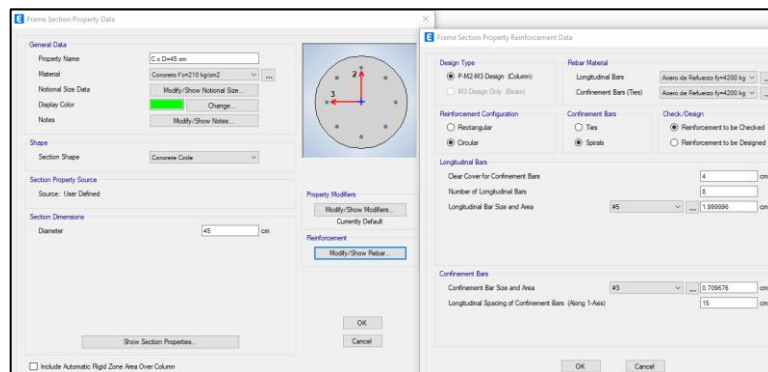 Frame Section Property Data
General Data
Property Name C c D=45 cm
Material Concreto f'c=210 kg/cm2 ...
Notional Size Data Modify/Show Notional Size...
Display Color Change...
Notes Modify/Show Notes...
Shape
Section Shape Concrete Circle
Section Property Source
Source: User Defined
Section Dimensions
Diameter 45 cm
Show Section Properties...
Include Automatic Rigid Zone Area Over Column
2
3
Property Modifiers
Modify/Show Modifiers...
Currently Default
Reinforcement
Modify/Show Rebar...
OK
Cancel
Frame Section Property Reinforcement Data
Design Type
P-M2-M3 Design (Column)
M3 Design Only (Beam)
Rebar Material
Longitudinal Bars Acero de Refuerzo fy=4200 kg
Confinement Bars (Ties) Acero de Refuerzo fy=4200 kg
Reinforcement Configuration
Rectangular
Circular
Confinement Bars
Ties
Spirals
Check/Design
Reinforcement to be Checked
Reinforcement to be Designed
Longitudinal Bars
Clear Cover for Confinement Bars 4 cm
Number of Longitudinal Bars 8
Longitudinal Bar Size and Area #5 ... 1.999996 cm
Confinement Bars
Confinement Bar Size and Area #3 ... 0.709676 cm
Longitudinal Spacing of Confinement Bars (Along 1-Axis) 15 cm
OK
Cancel